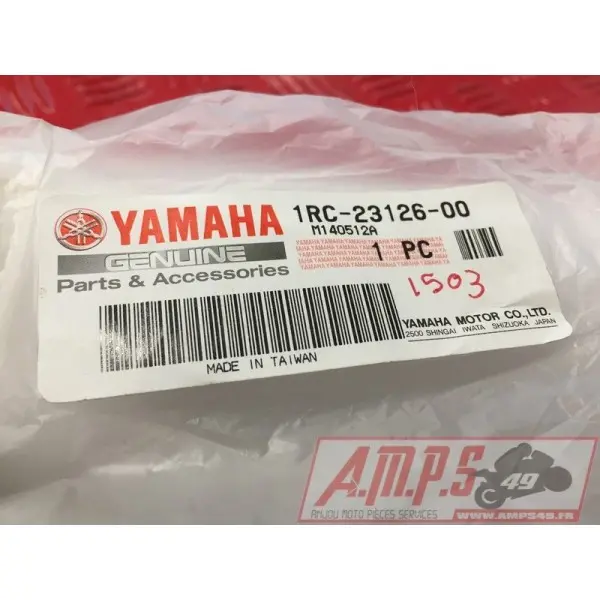 YAMAHA
GENUINE
Parts & Accessories
1RC-23126-00
M140512A
1 PC
1503
YAMAHA MOTOR CO.,LTD.
2500 SHINGAI IWATA SHIZUOKA JAPAN
MADE IN TAIWAN
A.M.P.S 49
ANJOU MOTO PIECES SERVICES
WWW.AMPS49.FR